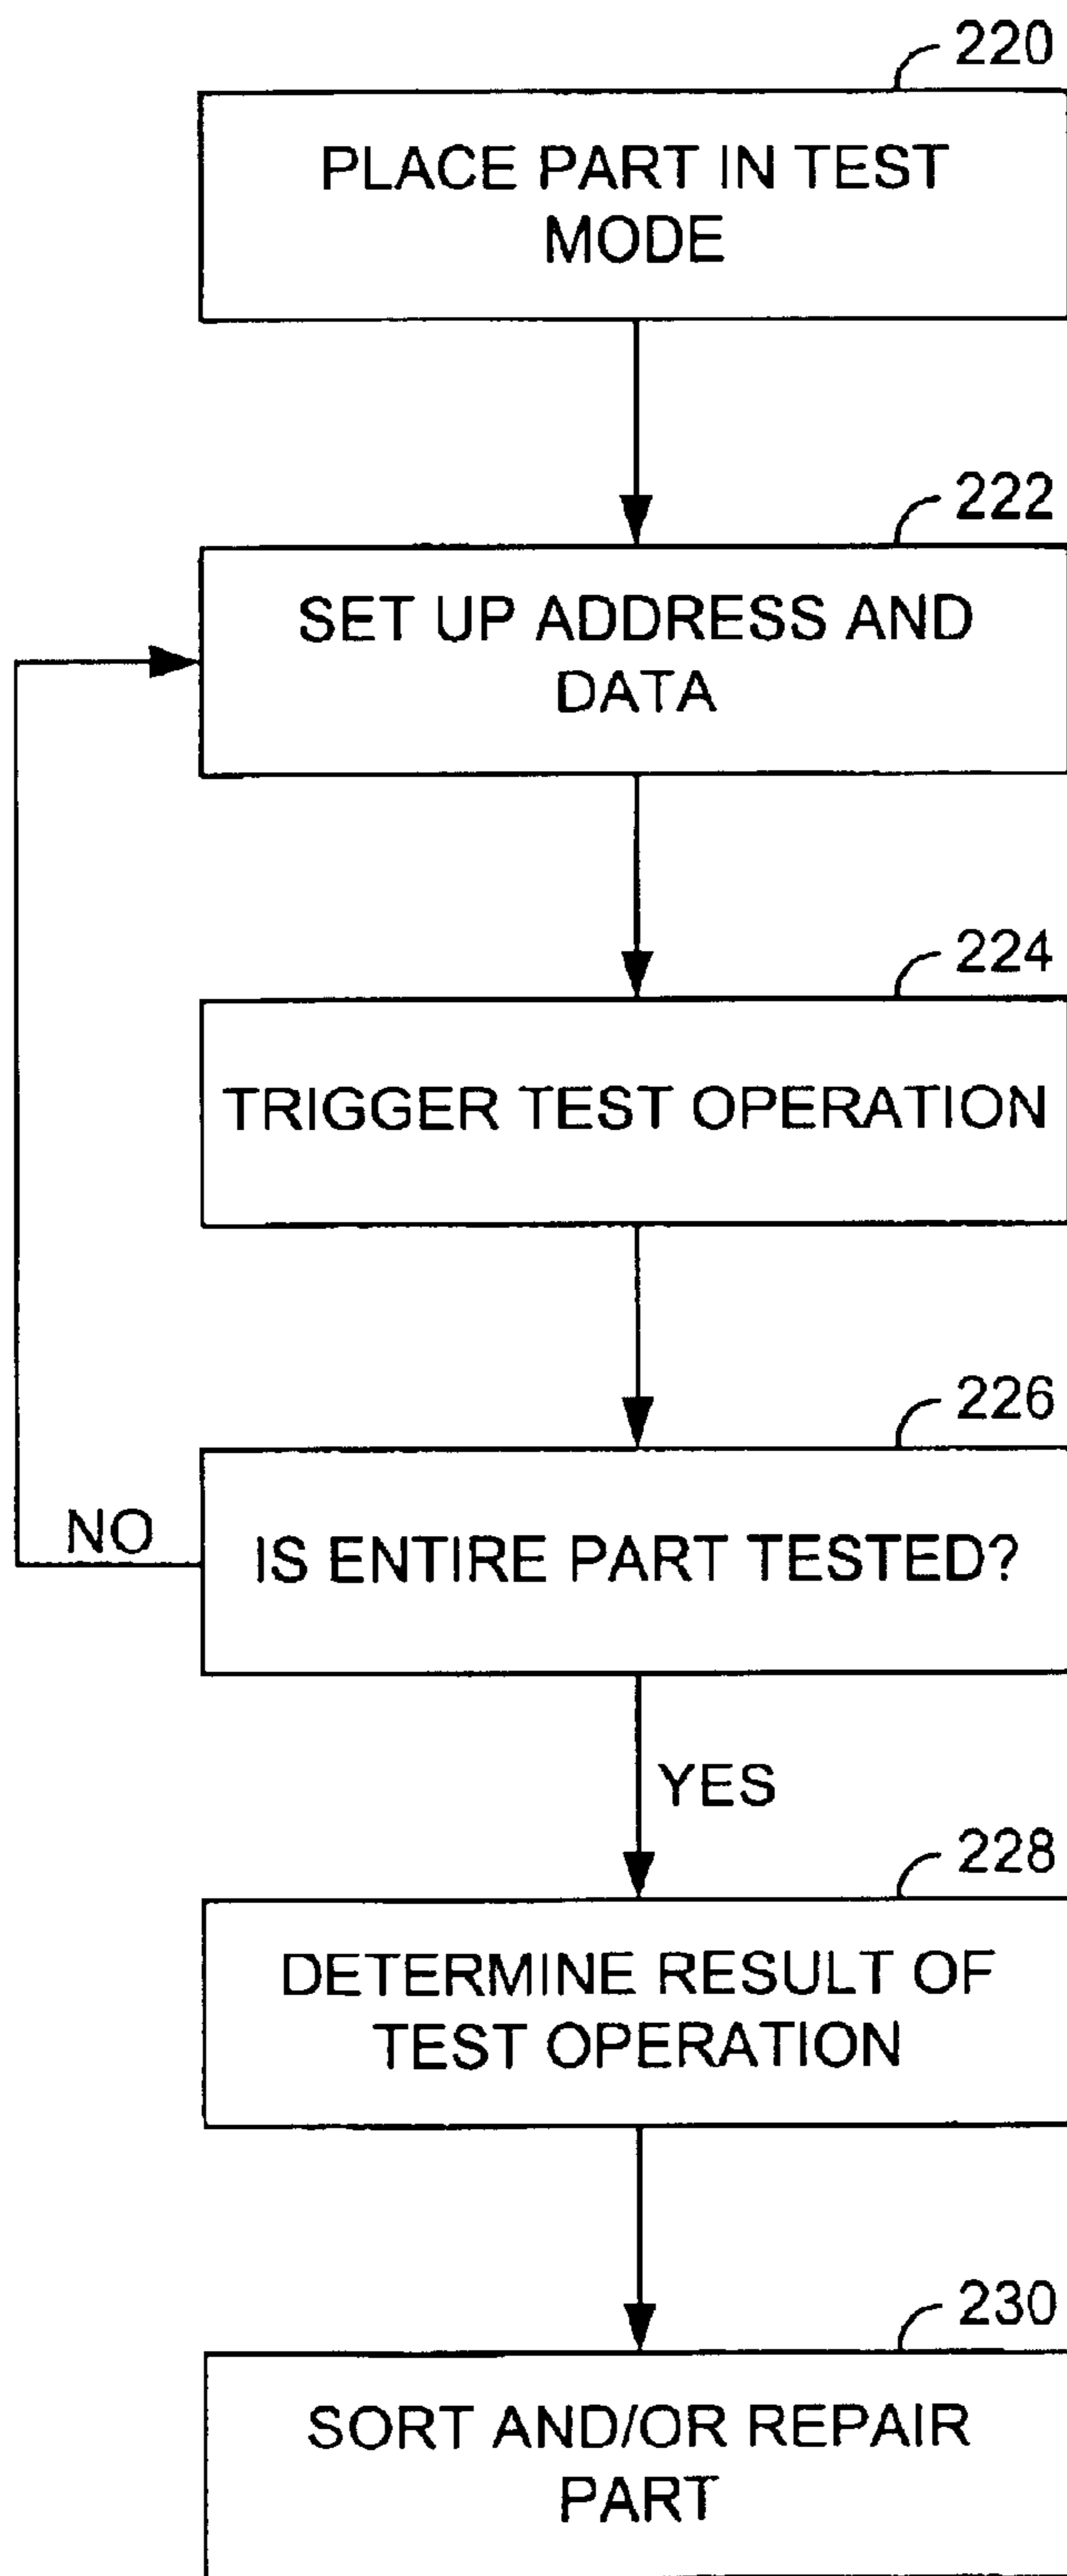 220
PLACE PART IN TEST
MODE
222
SET UP ADDRESS AND
DATA
224
TRIGGER TEST OPERATION
226
IS ENTIRE PART TESTED?
NO
YES
228
DETERMINE RESULT OF
TEST OPERATION
230
SORT AND/OR REPAIR
PART